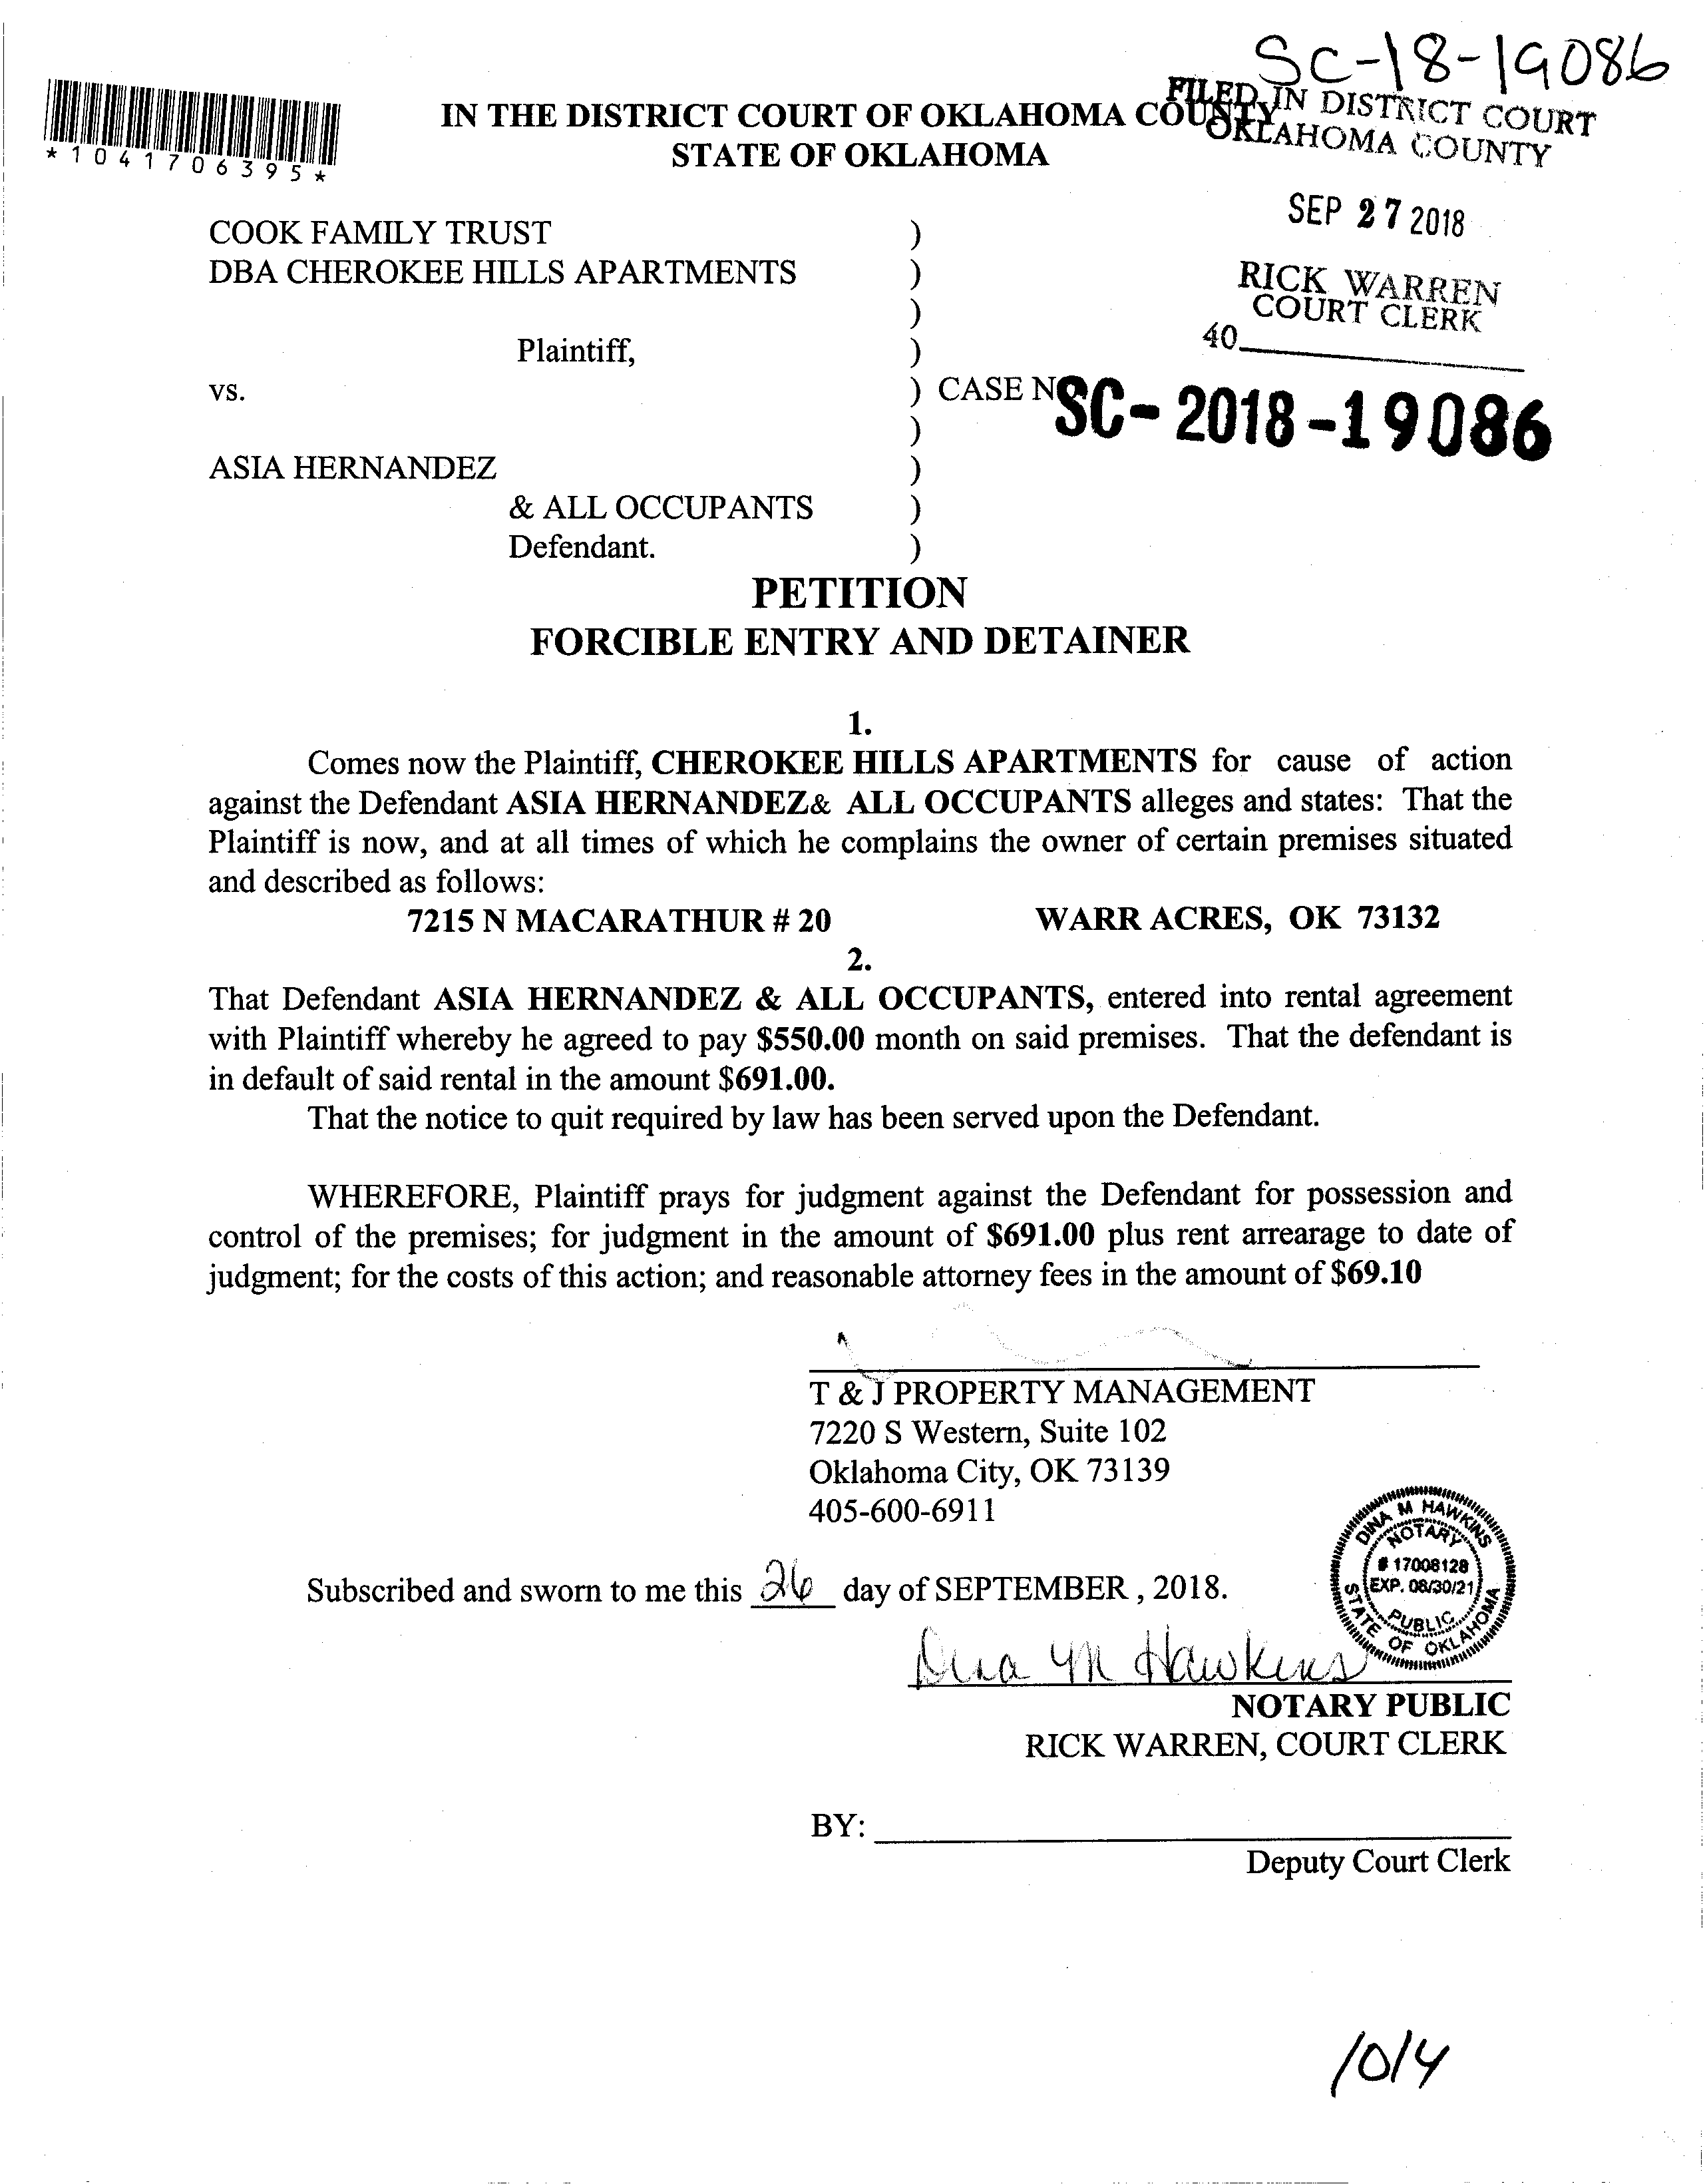 SC-18-19086
*1041706395*
IN THE DISTRICT COURT OF OKLAHOMA COUNTY
STATE OF OKLAHOMA
FILED IN DISTRICT COURT
OKLAHOMA COUNTY
SEP 27 2018
RICK WARREN
COURT CLERK
40
COOK FAMILY TRUST )
DBA CHEROKEE HILLS APARTMENTS )
)
Plaintiff, )
vs. ) CASE N SC-2018-19086
)
ASIA HERNANDEZ )
& ALL OCCUPANTS )
Defendant. )
PETITION
FORCIBLE ENTRY AND DETAINER
1.
Comes now the Plaintiff, CHEROKEE HILLS APARTMENTS for cause of action
against the Defendant ASIA HERNANDEZ& ALL OCCUPANTS alleges and states: That the
Plaintiff is now, and at all times of which he complains the owner of certain premises situated
and described as follows:
7215 N MACARATHUR # 20 WARR ACRES, OK 73132
2.
That Defendant ASIA HERNANDEZ & ALL OCCUPANTS, entered into rental agreement
with Plaintiff whereby he agreed to pay $550.00 month on said premises. That the defendant is
in default of said rental in the amount $691.00.
That the notice to quit required by law has been served upon the Defendant.
WHEREFORE, Plaintiff prays for judgment against the Defendant for possession and
control of the premises; for judgment in the amount of $691.00 plus rent arrearage to date of
judgment; for the costs of this action; and reasonable attorney fees in the amount of $69.10
T & J PROPERTY MANAGEMENT
7220 S Western, Suite 102
Oklahoma City, OK 73139
405-600-6911
DINA M HAWKINS
NOTARY
# 17008128
EXP. 08/30/21
PUBLIC
STATE OF OKLAHOMA
Subscribed and sworn to me this 26 day of SEPTEMBER , 2018.
Dina M Hawkins
NOTARY PUBLIC
RICK WARREN, COURT CLERK
BY:
Deputy Court Clerk
10/4